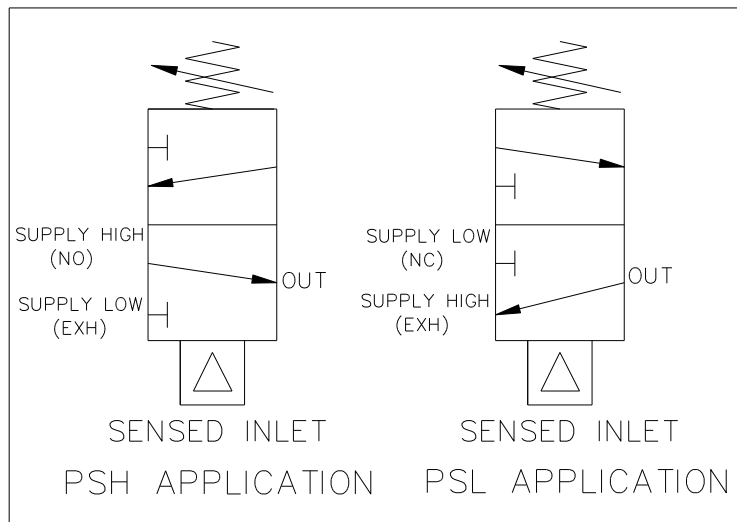 SUPPLY HIGH
(NO)
OUT
SUPPLY LOW
(EXH)
SENSED INLET
PSH APPLICATION
SUPPLY LOW
(NC)
OUT
SUPPLY HIGH
(EXH)
SENSED INLET
PSL APPLICATION